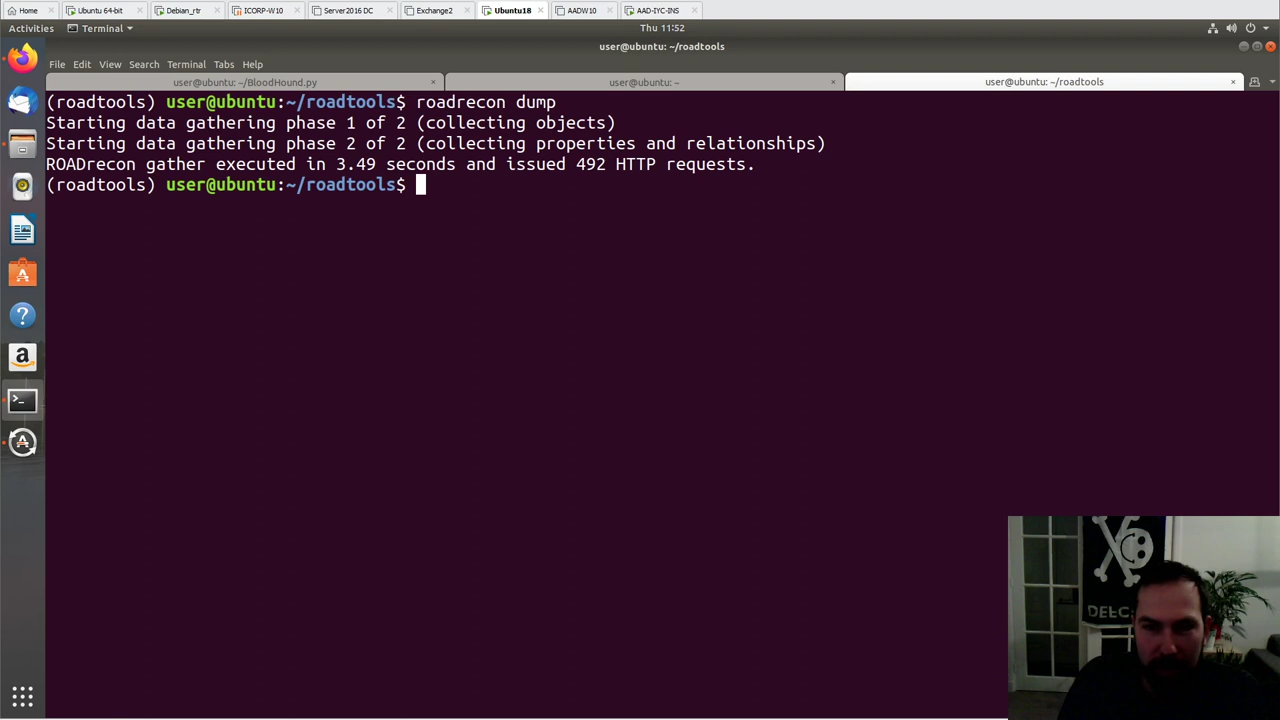 Home
Ubuntu 64-bit
Debian_rtr
ICORP-W10
Server2016 DC
Exchange2
Ubuntu18
AADW10
AAD-IYC-INS
Activities
Terminal
Thu 11:52
user@ubuntu: ~/roadtools
File Edit View Search Terminal Tabs Help
user@ubuntu: ~/BloodHound.py
user@ubuntu: ~
user@ubuntu: ~/roadtools
(roadtools) user@ubuntu:~/roadtools$ roadrecon dump
Starting data gathering phase 1 of 2 (collecting objects)
Starting data gathering phase 2 of 2 (collecting properties and relationships)
ROADrecon gather executed in 3.49 seconds and issued 492 HTTP requests.
(roadtools) user@ubuntu:~/roadtools$